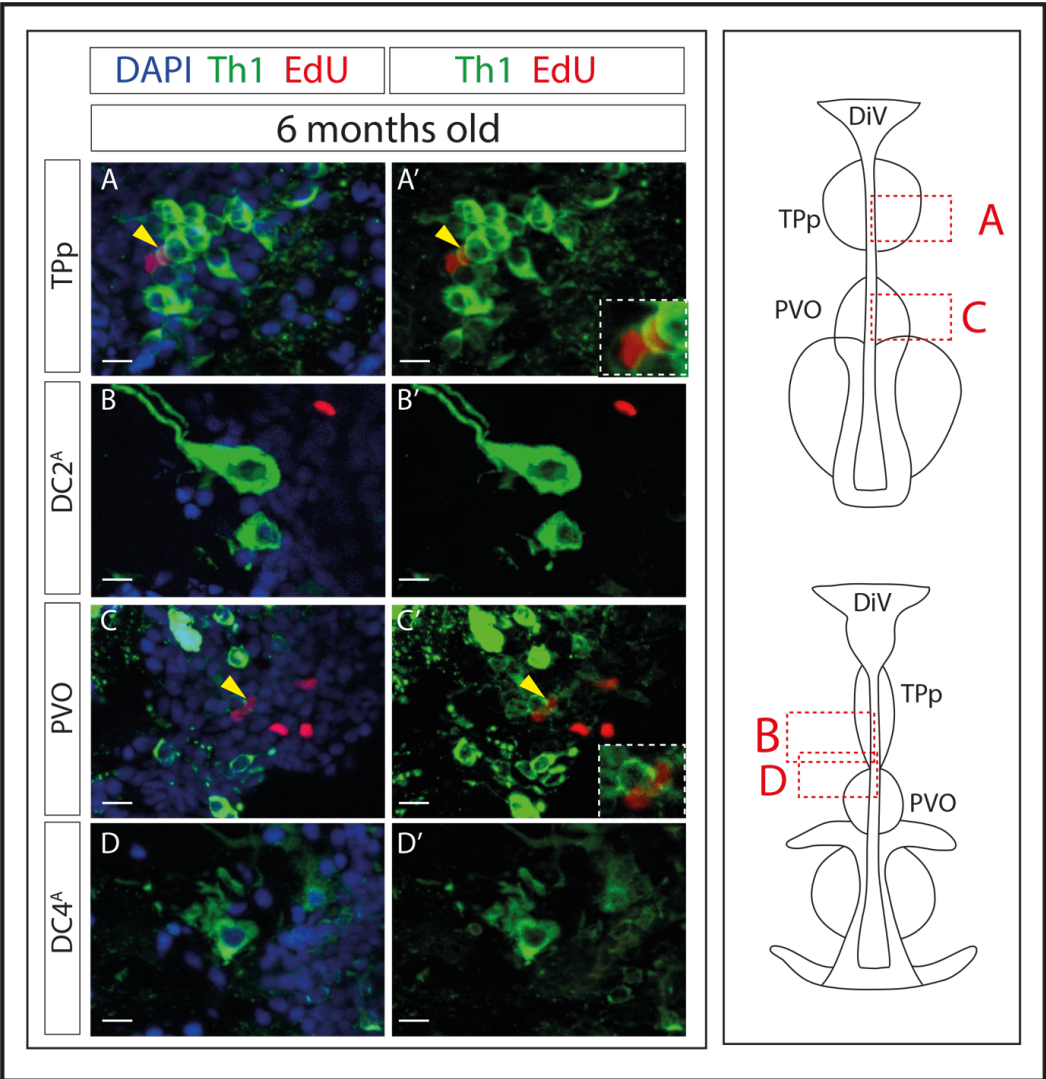 DAPI Th1 EdU
Th1 EdU
6 months old
TPp
A
A′
DC2ᴬ
B
B′
PVO
C
C′
DC4ᴬ
D
D′
DiV
TPp
A
PVO
C
DiV
TPp
B
D
PVO